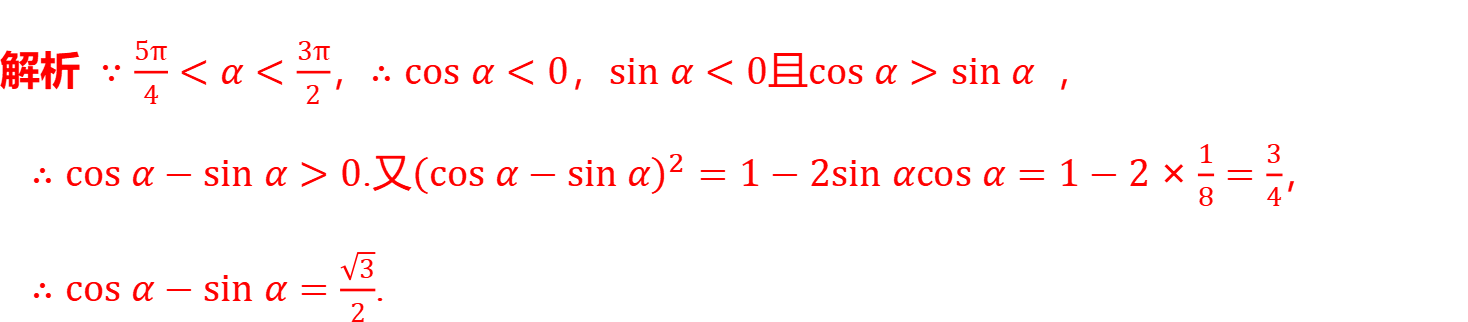 解析 ∵ 5π/4 < α < 3π/2，∴ cos α < 0，sin α < 0且cos α > sin α ，
∴ cos α − sin α > 0.又(cos α − sin α)² = 1 − 2sin αcos α = 1 − 2 × 1/8 = 3/4,
∴ cos α − sin α = √3/2.